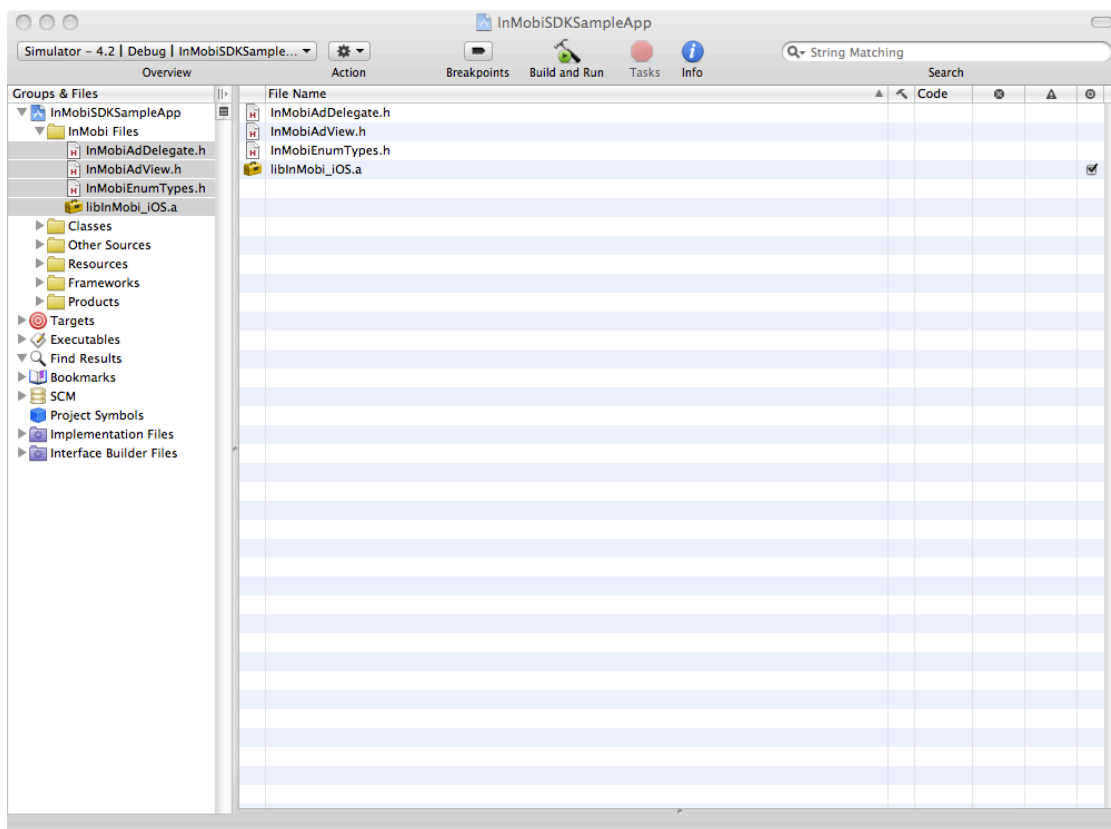 InMobiSDKSampleApp
Simulator - 4.2 | Debug | InMobiSDKSample...
String Matching
Overview
Action
Breakpoints
Build and Run
Tasks
Info
Search
Groups & Files
File Name
Code
InMobiSDKSampleApp
InMobi Files
InMobiAdDelegate.h
InMobiAdView.h
InMobiEnumTypes.h
libInMobi_iOS.a
Classes
Other Sources
Resources
Frameworks
Products
Targets
Executables
Find Results
Bookmarks
SCM
Project Symbols
Implementation Files
Interface Builder Files
InMobiAdDelegate.h
InMobiAdView.h
InMobiEnumTypes.h
libInMobi_iOS.a